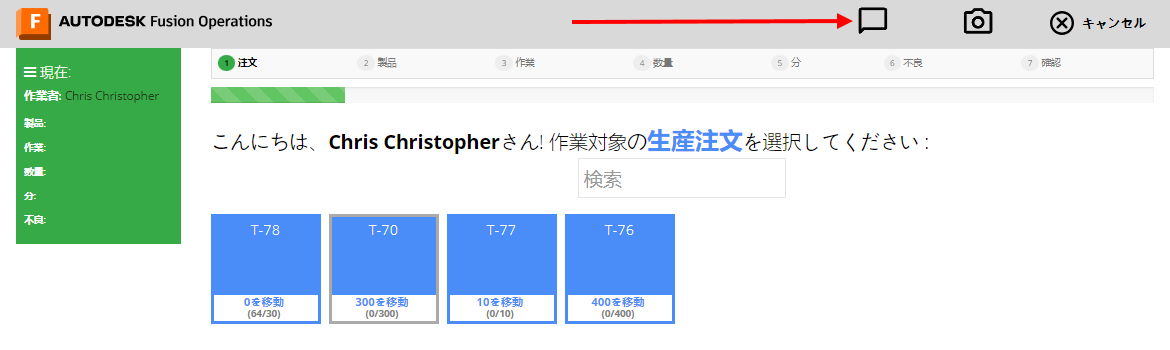 F AUTODESK Fusion Operations キャンセル
1 注文 2 製品 3 作業 4 数量 5 分 6 不良 7 確認
現在:
作業者: Chris Christopher
製品:
作業:
数量:
分:
不良:
こんにちは、Chris Christopherさん! 作業対象の生産注文を選択してください :
検索
T-78 T-70 T-77 T-76
0を移動 300を移動 10を移動 400を移動
(64/30) (0/300) (0/10) (0/400)